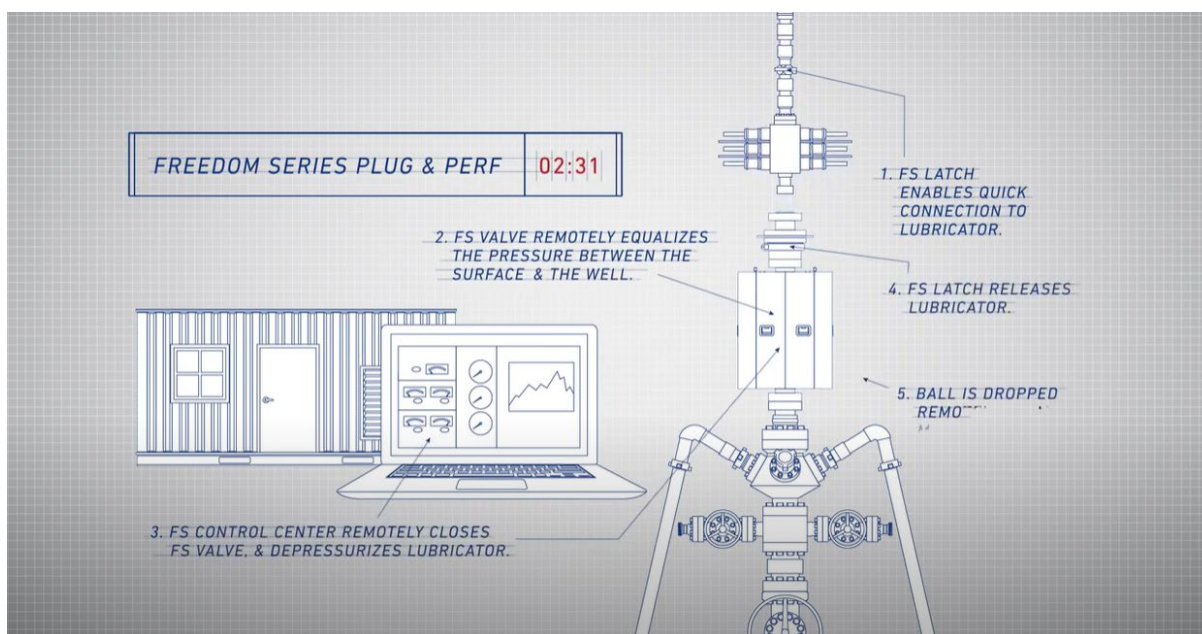 FREEDOM SERIES PLUG & PERF 02:31
1. FS LATCH
ENABLES QUICK
CONNECTION TO
LUBRICATOR.
2. FS VALVE REMOTELY EQUALIZES
THE PRESSURE BETWEEN THE
SURFACE & THE WELL.
4. FS LATCH RELEASES
LUBRICATOR.
5. BALL IS DROPPED
3. FS CONTROL CENTER REMOTELY CLOSES
FS VALVE, & DEPRESSURIZES LUBRICATOR.